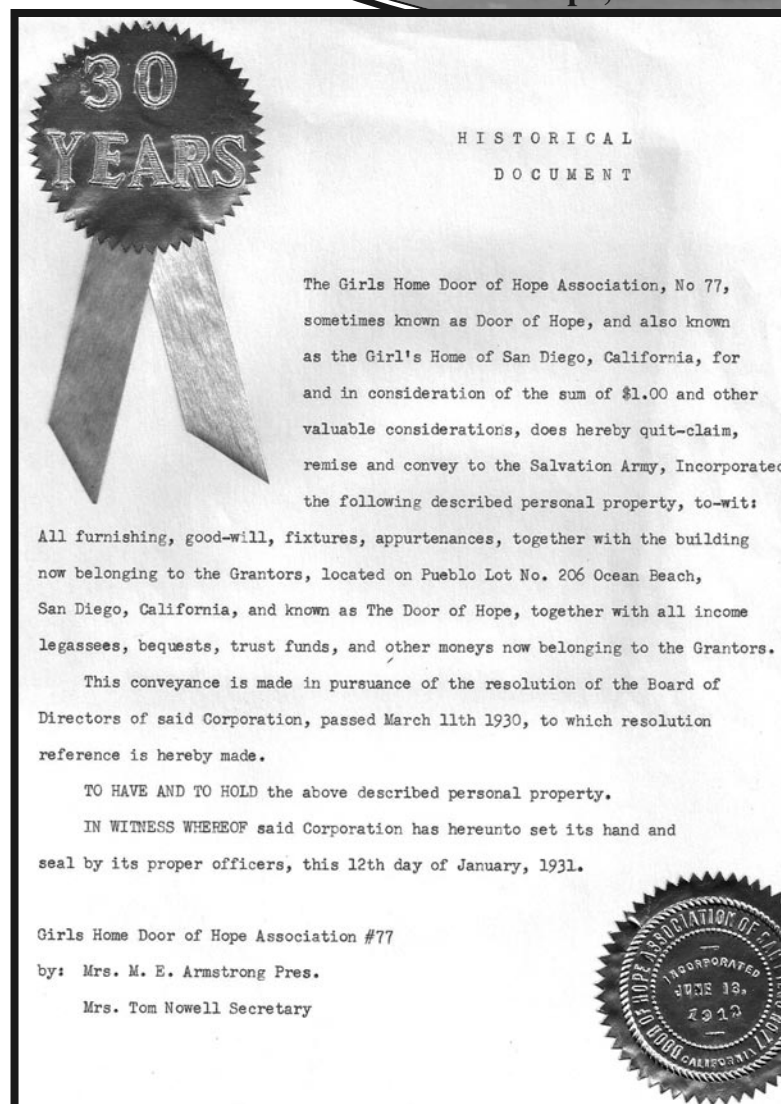 30
YEARS
HISTORICAL
DOCUMENT
The Girls Home Door of Hope Association, No 77,
sometimes known as Door of Hope, and also known
as the Girl's Home of San Diego, California, for
and in consideration of the sum of $1.00 and other
valuable considerations, does hereby quit-claim,
remise and convey to the Salvation Army, Incorporated
the following described personal property, to-wit:
All furnishing, good-will, fixtures, appurtenances, together with the building
now belonging to the Grantors, located on Pueblo Lot No. 206 Ocean Beach,
San Diego, California, and known as The Door of Hope, together with all income
legassees, bequests, trust funds, and other moneys now belonging to the Grantors.
This conveyance is made in pursuance of the resolution of the Board of
Directors of said Corporation, passed March 11th 1930, to which resolution
reference is hereby made.
TO HAVE AND TO HOLD the above described personal property.
IN WITNESS WHEREOF said Corporation has hereunto set its hand and
seal by its proper officers, this 12th day of January, 1931.
Girls Home Door of Hope Association #77
by: Mrs. M. E. Armstrong Pres.
Mrs. Tom Nowell Secretary
DOOR OF HOPE ASSOCIATION OF
INCORPORATED
JUNE 13,
CALIFORNIA